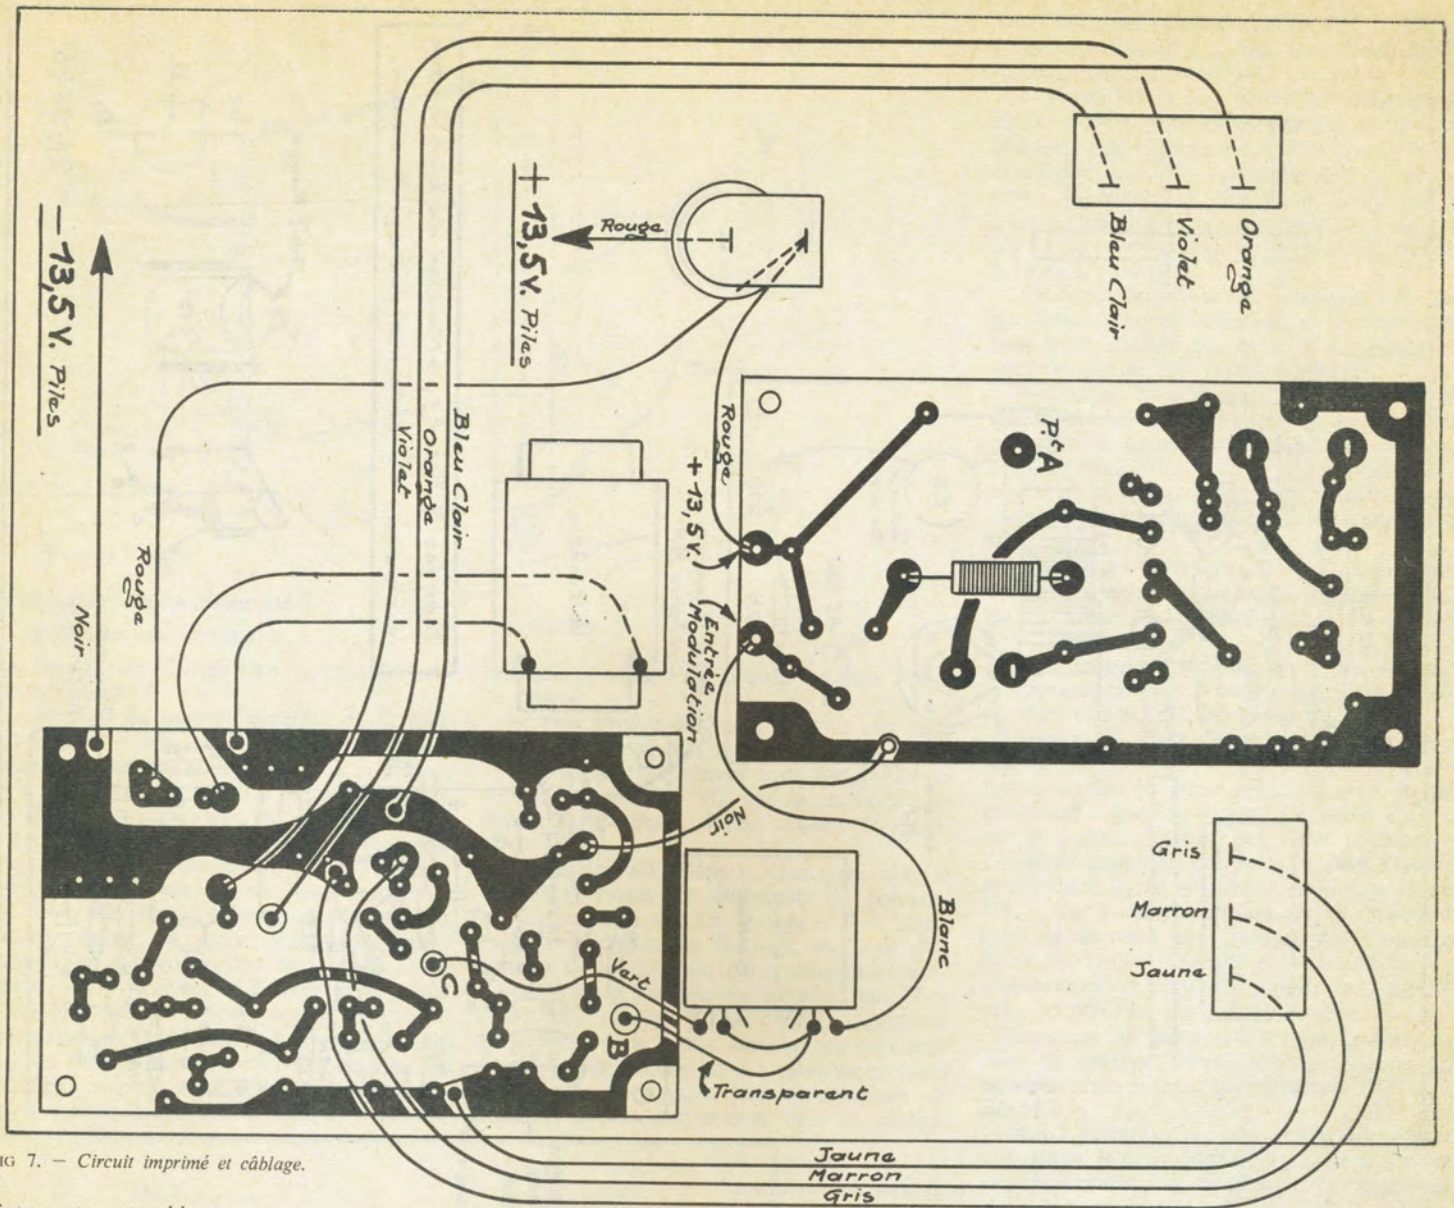 Orange
Violet
Bleu Clair
+13,5 V. Piles
Rouge
−13,5 V. Piles
Bleu Clair
Orange
Violet
Rouge
+13,5 V.
Pt A
Entrée
Modulation
Rouge
Noir
Noir
Blanc
Gris
Marron
Jaune
Vert
C
B
Transparent
Jaune
Marron
Gris
IG 7. — Circuit imprimé et câblage.